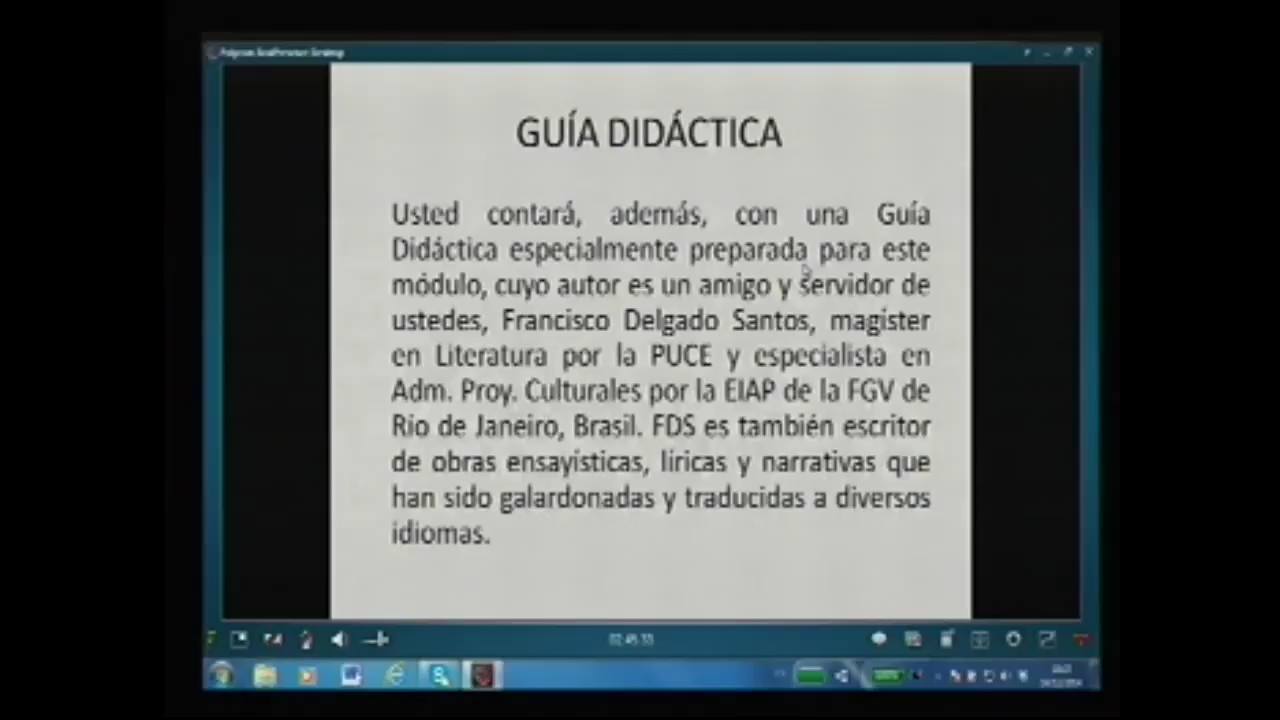 GUÍA DIDÁCTICA
Usted contará, además, con una Guía
Didáctica especialmente preparada para este
módulo, cuyo autor es un amigo y servidor de
ustedes, Francisco Delgado Santos, magíster
en Literatura por la PUCE y especialista en
Adm. Proy. Culturales por la EIAP de la FGV de
Rio de Janeiro, Brasil. FDS es también escritor
de obras ensayísticas, líricas y narrativas que
han sido galardonadas y traducidas a diversos
idiomas.